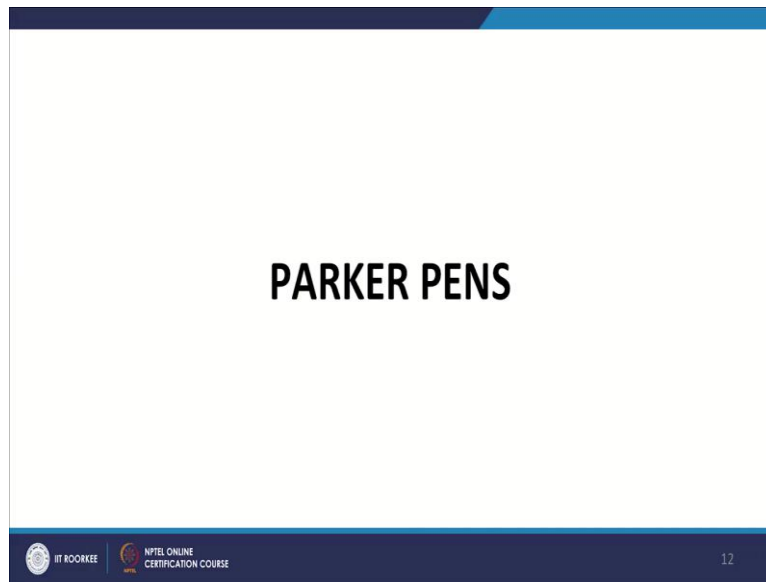 PARKER PENS
IIT ROORKEE
NPTEL ONLINE
CERTIFICATION COURSE
12